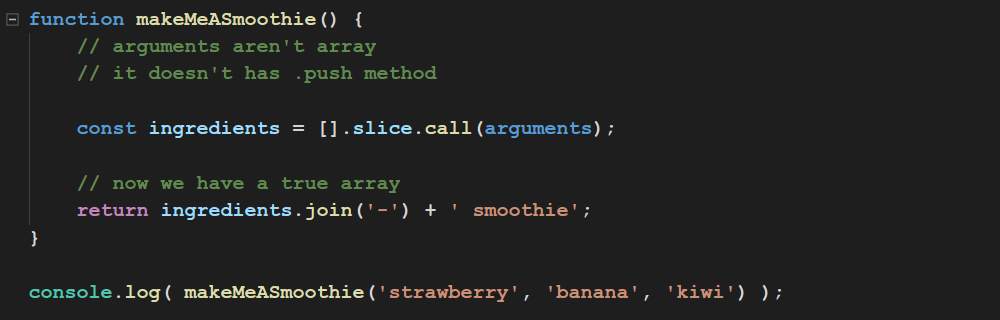 function makeMeASmoothie() {
    // arguments aren't array
    // it doesn't has .push method

    const ingredients = [].slice.call(arguments);

    // now we have a true array
    return ingredients.join('-') + ' smoothie';
}

console.log( makeMeASmoothie('strawberry', 'banana', 'kiwi') );